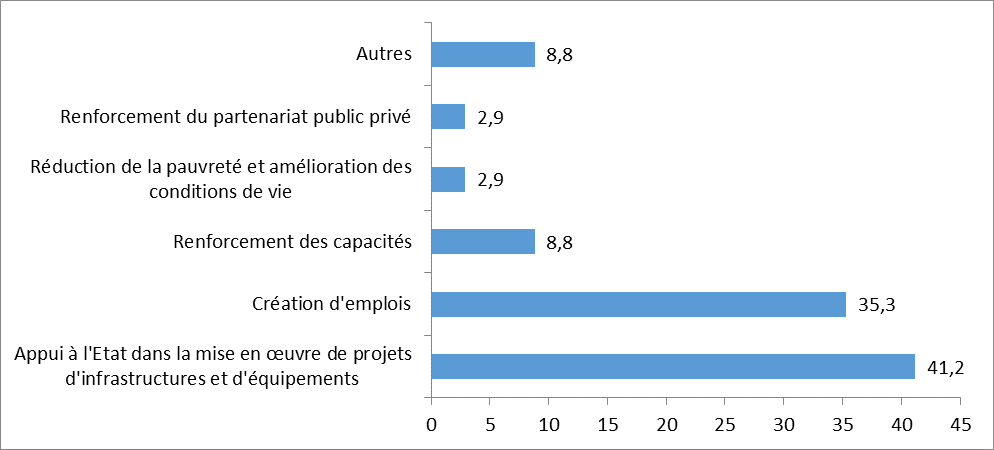 Autres
8,8
Renforcement du partenariat public privé
2,9
Réduction de la pauvreté et amélioration des
conditions de vie
2,9
Renforcement des capacités
8,8
Création d'emplois
35,3
Appui à l'Etat dans la mise en œuvre de projets
d'infrastructures et d'équipements
41,2
0 5 10 15 20 25 30 35 40 45